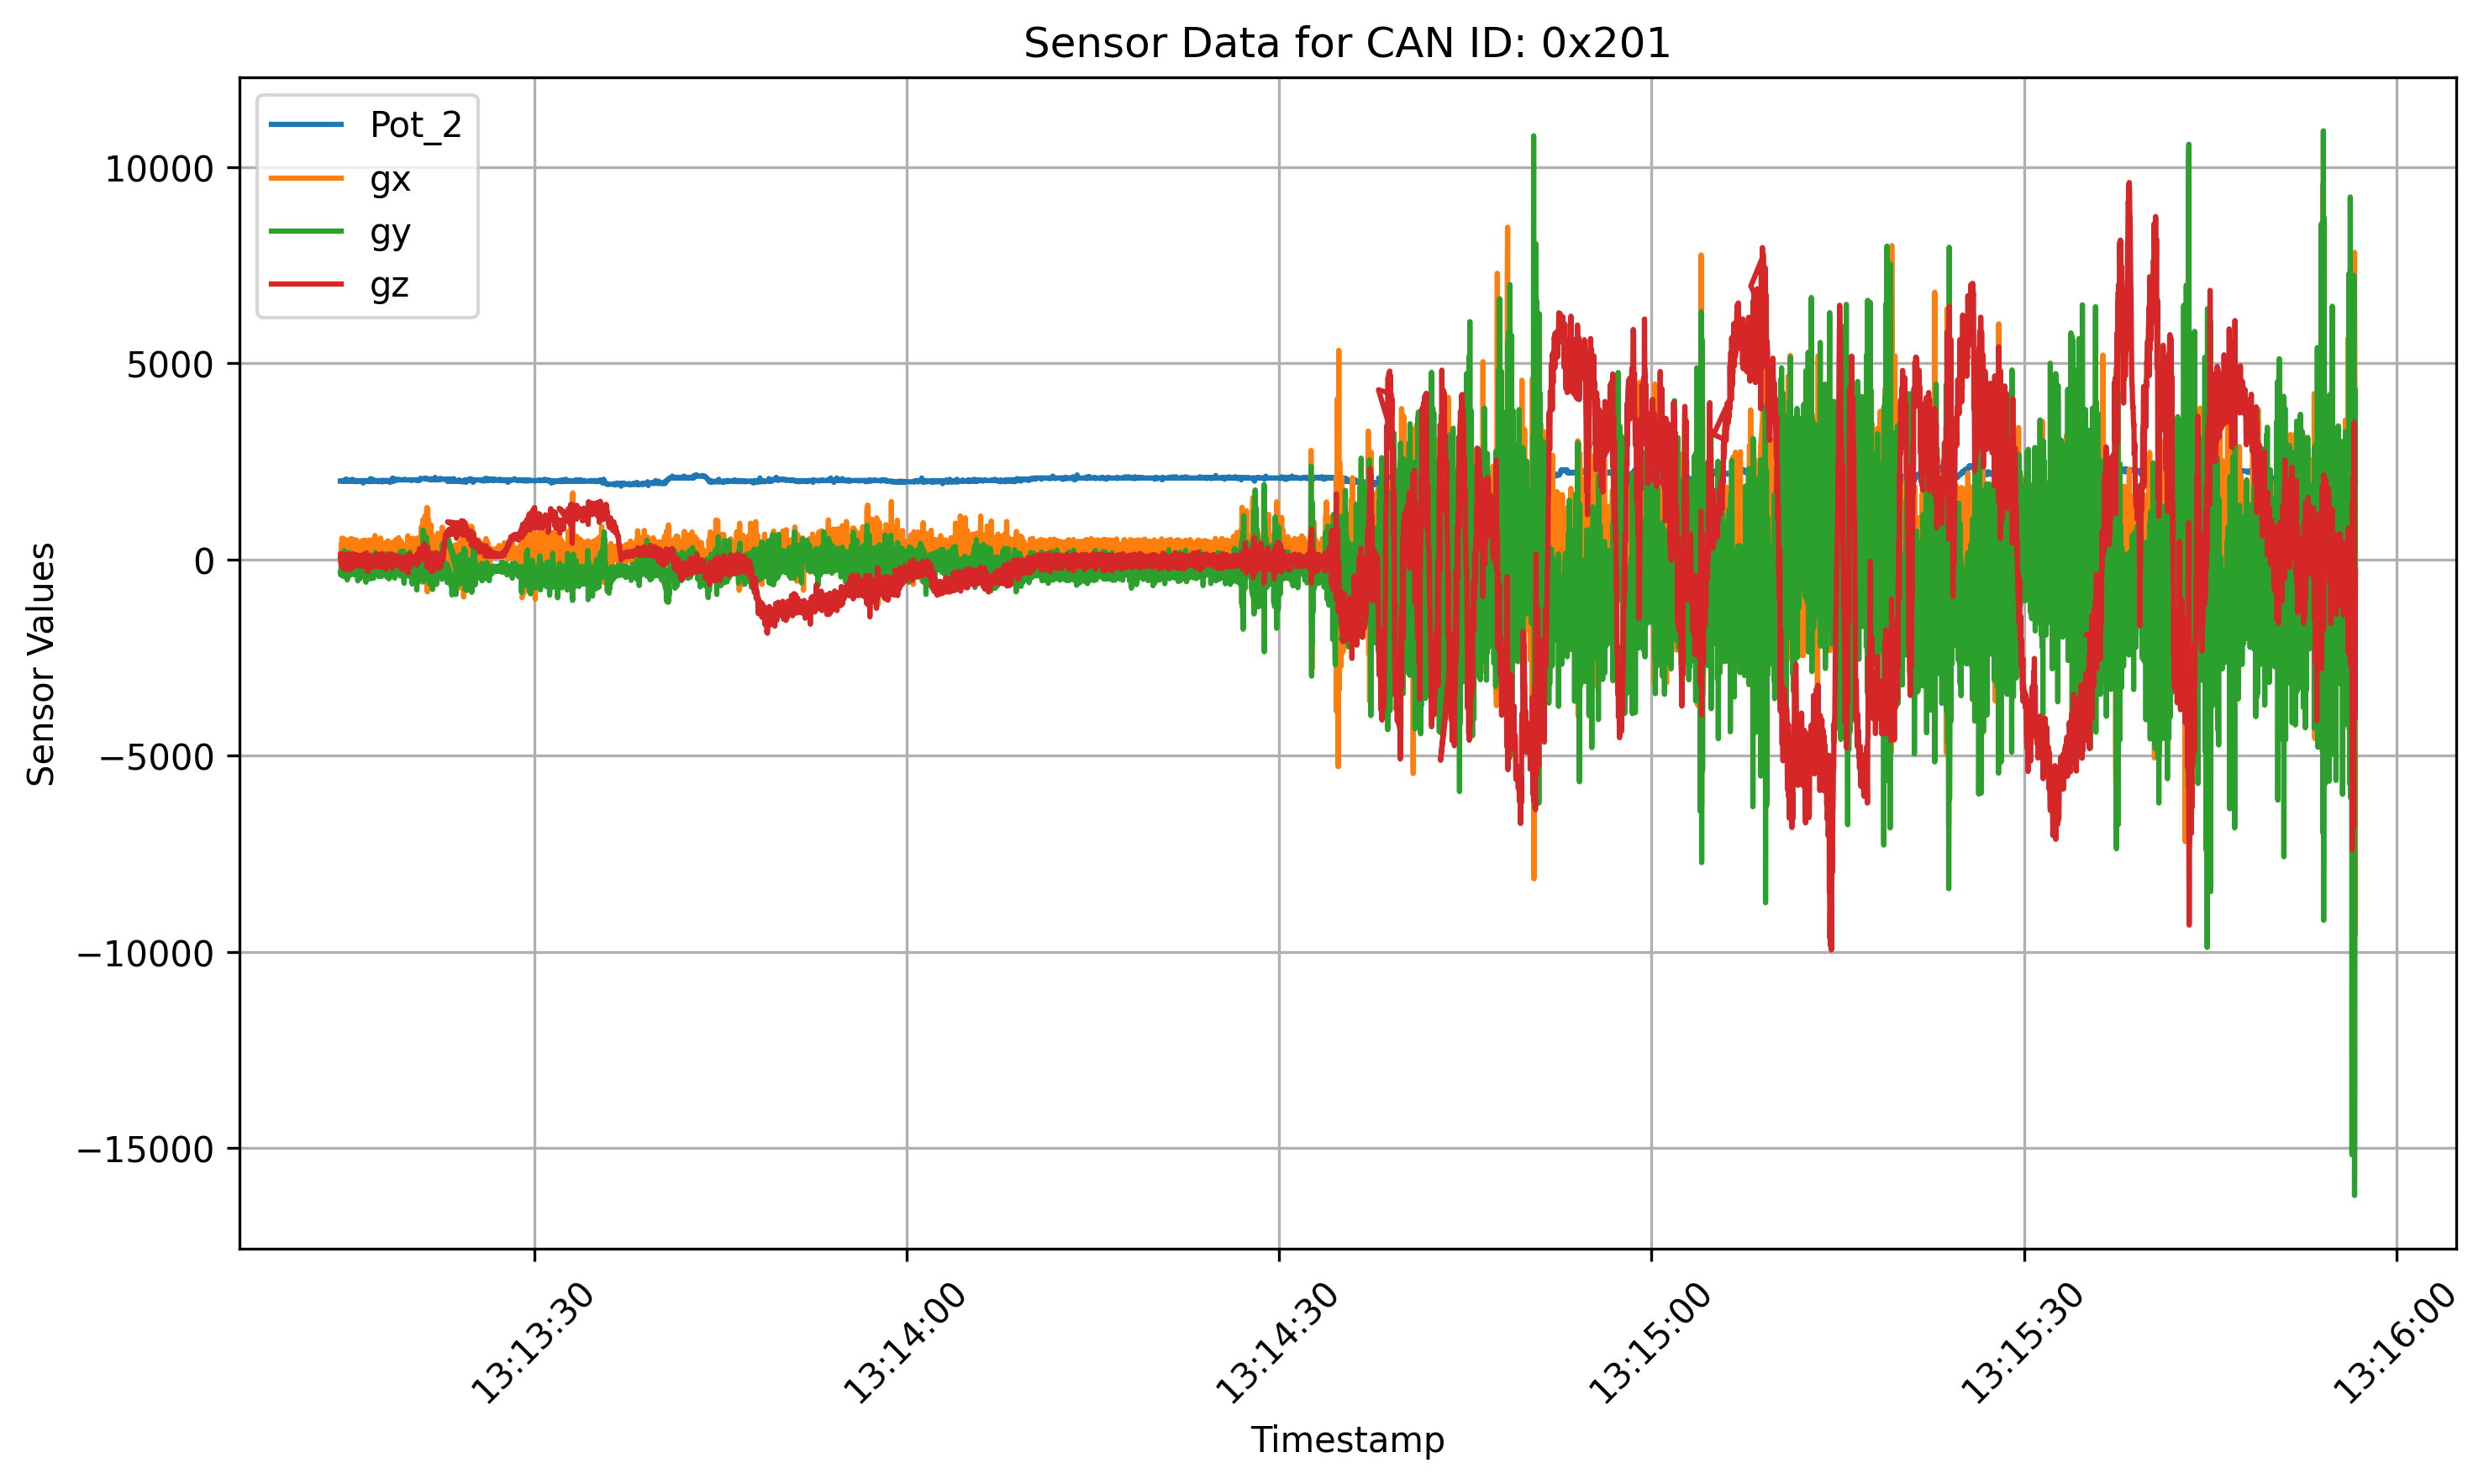 Sensor Data for CAN ID: 0x201
Pot_2
gx
gy
gz
10000
5000
0
−5000
−10000
−15000
Sensor Values
13:13:30
13:14:00
13:14:30
13:15:00
13:15:30
13:16:00
Timestamp